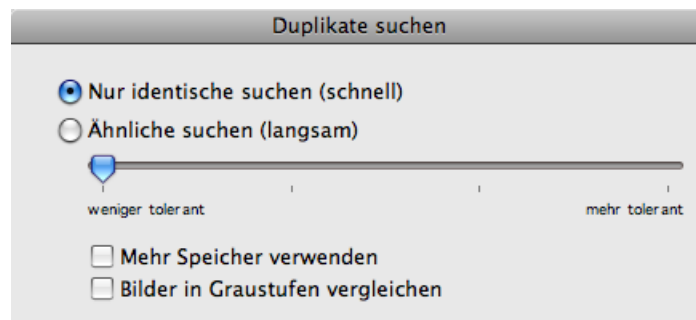 Duplikate suchen
Nur identische suchen (schnell)
Ähnliche suchen (langsam)
weniger tolerant mehr tolerant
Mehr Speicher verwenden
Bilder in Graustufen vergleichen